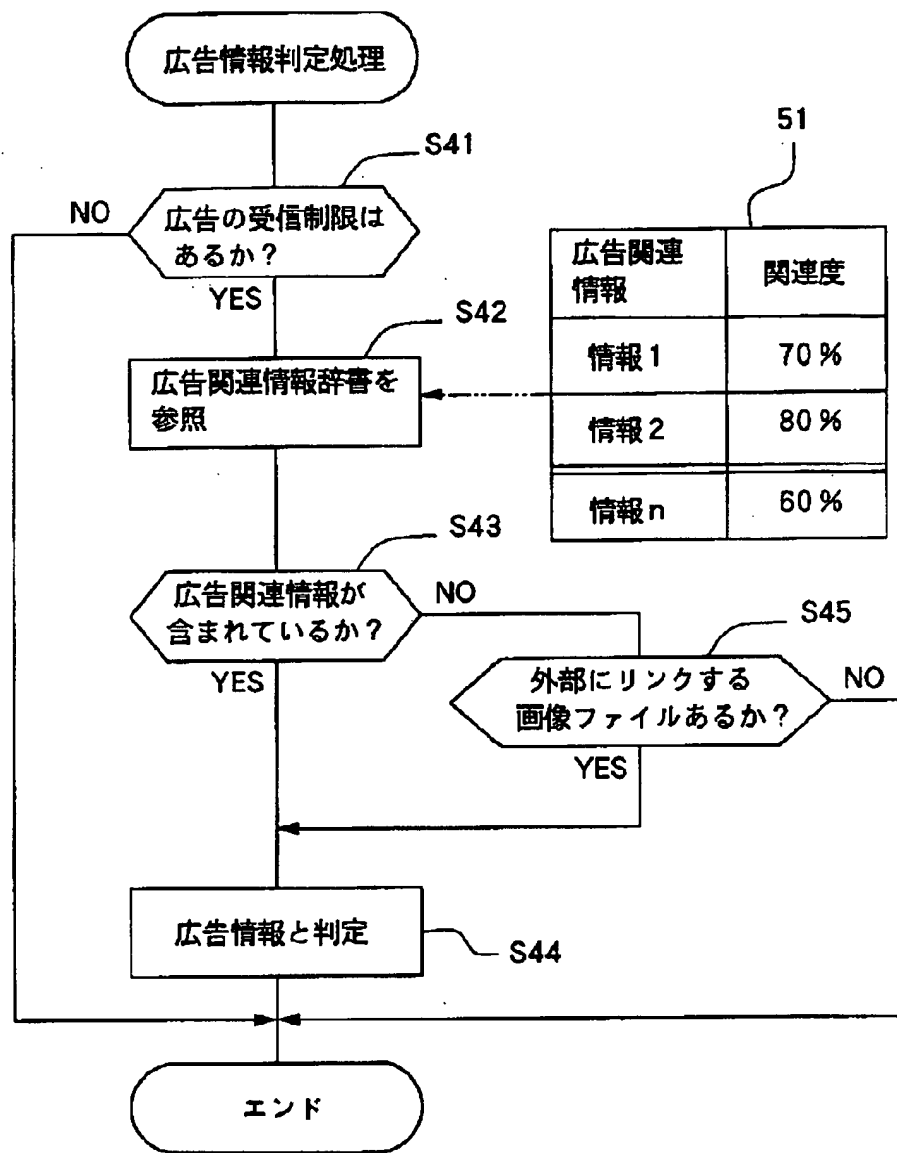 広告情報判定処理
S41
51
NO
広告の受信制限は
あるか？
YES
広告関連
情報
関連度
S42
広告関連情報辞書を
参照
情報1
70%
情報2
80%
情報n
60%
S43
広告関連情報が
含まれているか？
NO
YES
S45
外部にリンクする
画像ファイルあるか？
NO
YES
広告情報と判定
S44
エンド